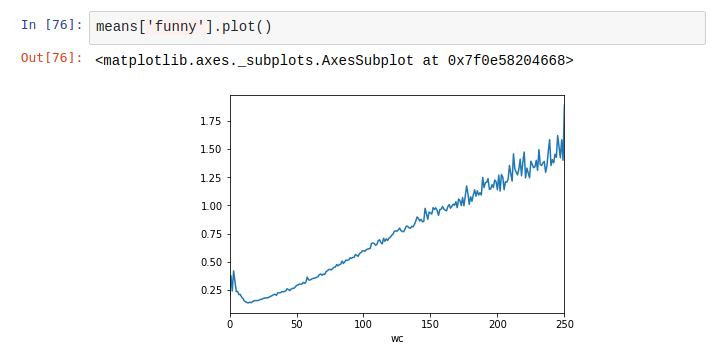 In [76]: means['funny'].plot()
Out[76]: <matplotlib.axes._subplots.AxesSubplot at 0x7f0e58204668>
1.75
1.50
1.25
1.00
0.75
0.50
0.25
0 50 100 150 200 250
wc